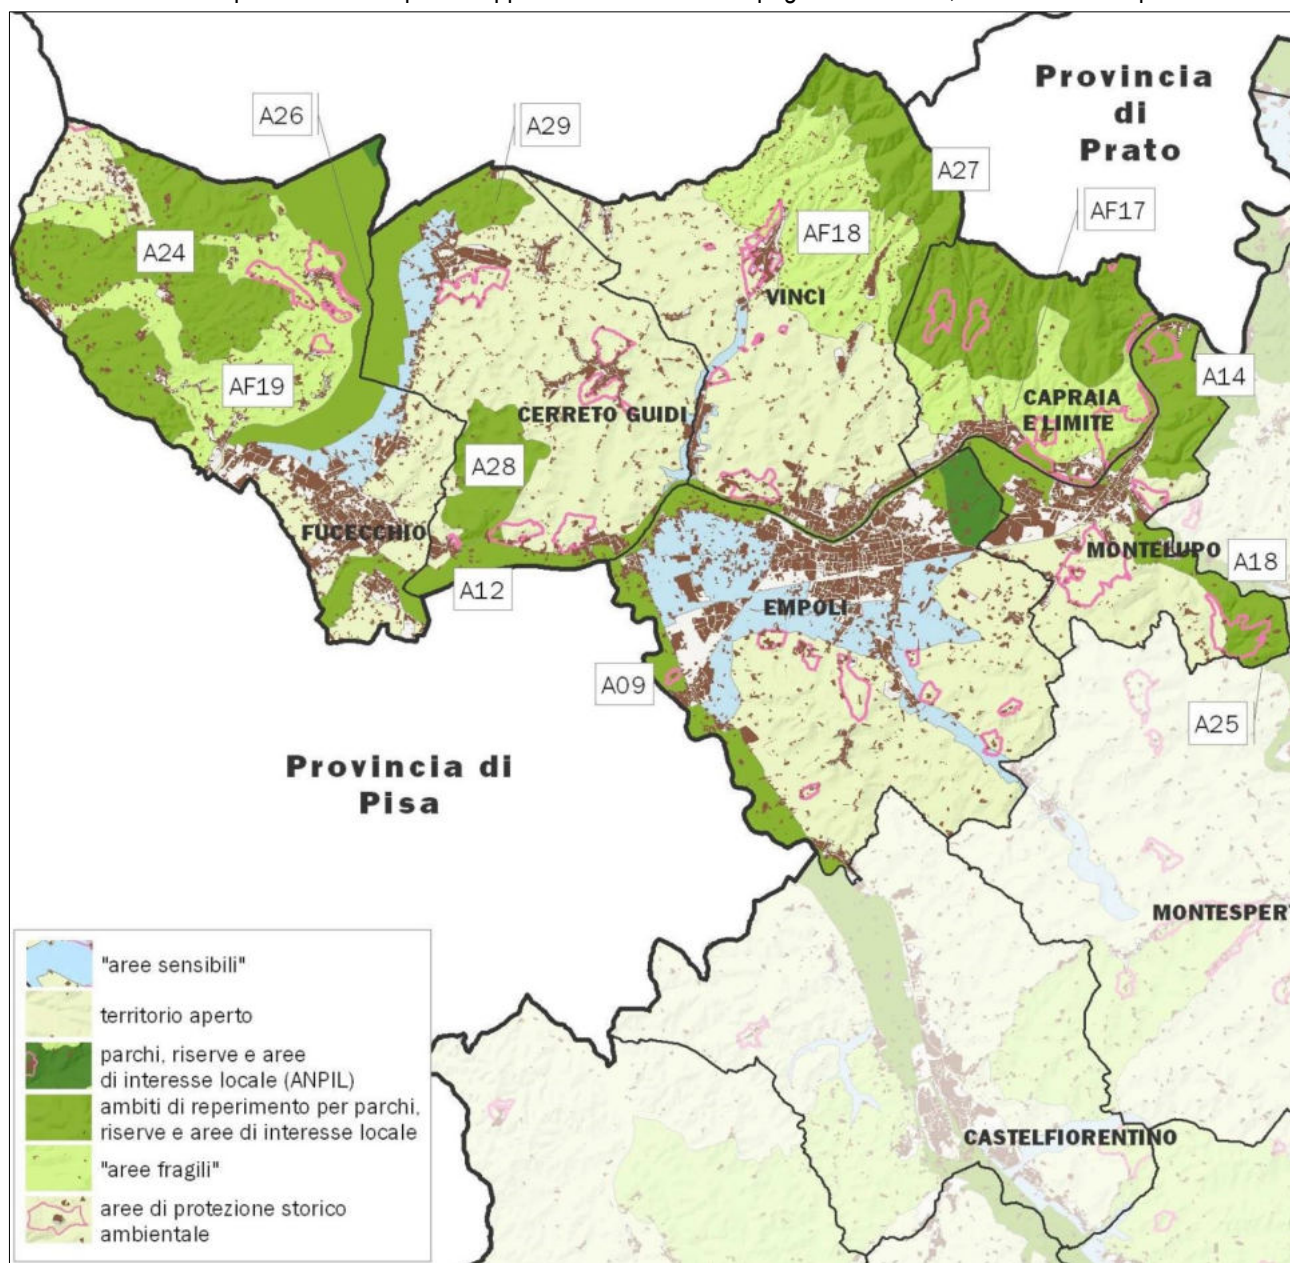 Provincia
di
Prato
A26
A29
A27
AF17
A24
AF18
VINCI
AF19
CERRETO GUIDI
CAPRAIA
E LIMITE
A14
A28
FUCECCHIO
MONTELUPO
A18
A12
EMPOLI
A09
A25
Provincia di
Pisa
MONTESPERT
CASTELFIORENTINO
"aree sensibili"
territorio aperto
parchi, riserve e aree
di interesse locale (ANPIL)
ambiti di reperimento per parchi,
riserve e aree di interesse locale
"aree fragili"
aree di protezione storico
ambientale